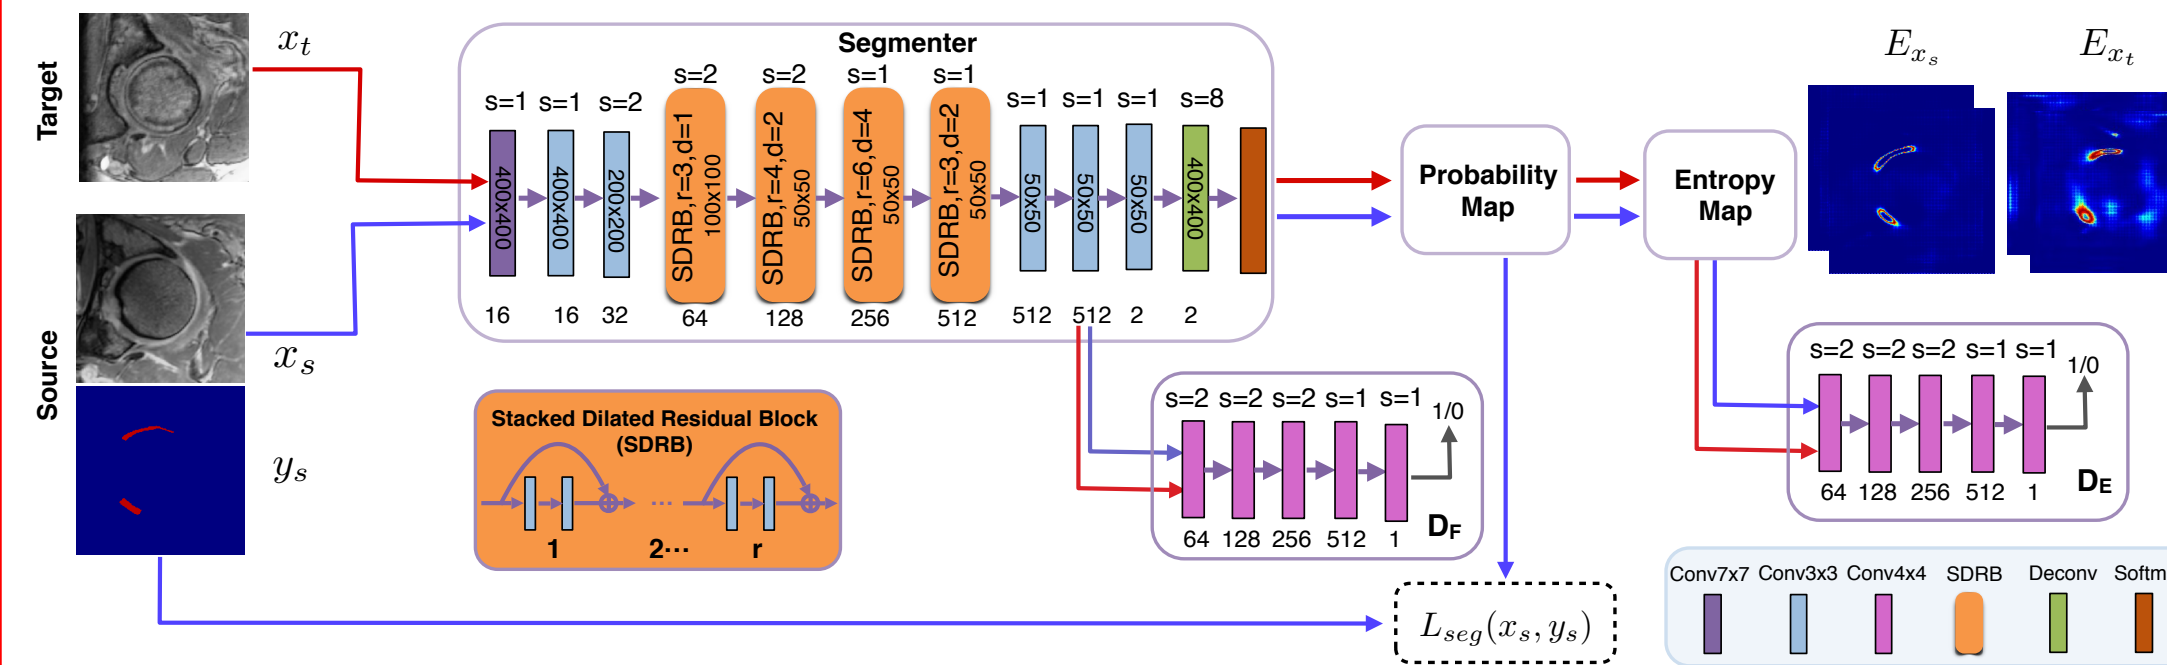 Target
x_t
Source
x_s
y_s
Segmenter
s=1 s=1 s=2 s=2 s=2 s=1 s=1 s=1 s=1 s=1 s=8
400x400
400x400
200x200
SDRB,r=3,d=1
100x100
SDRB,r=4,d=2
50x50
SDRB,r=6,d=4
50x50
SDRB,r=3,d=2
50x50
50x50
50x50
50x50
400x400
16 16 32 64 128 256 512 512 512 2 2
Probability
Map
Entropy
Map
E_{x_s} E_{x_t}
Stacked Dilated Residual Block
(SDRB)
...
1 2... r
s=2 s=2 s=2 s=1 s=1
1/0
D_F
64 128 256 512 1
s=2 s=2 s=2 s=1 s=1
1/0
D_E
64 128 256 512 1
L_{seg}(x_s, y_s)
Conv7x7 Conv3x3 Conv4x4 SDRB Deconv Softm